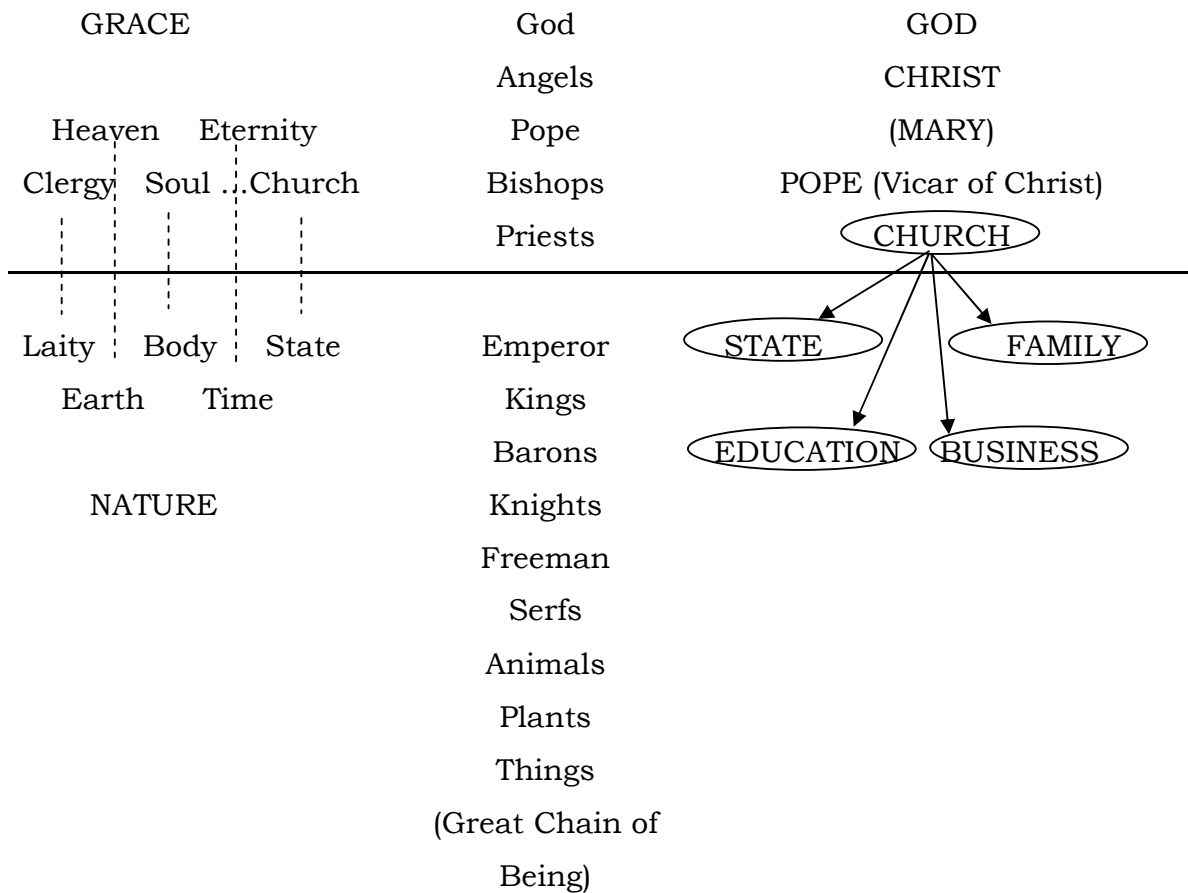 GRACE God GOD
Angels CHRIST
Heaven Eternity Pope (MARY)
Clergy Soul ...Church Bishops POPE (Vicar of Christ)
Priests CHURCH
Laity Body State Emperor STATE FAMILY
Earth Time Kings
Barons EDUCATION BUSINESS
NATURE Knights
Freeman
Serfs
Animals
Plants
Things
(Great Chain of
Being)